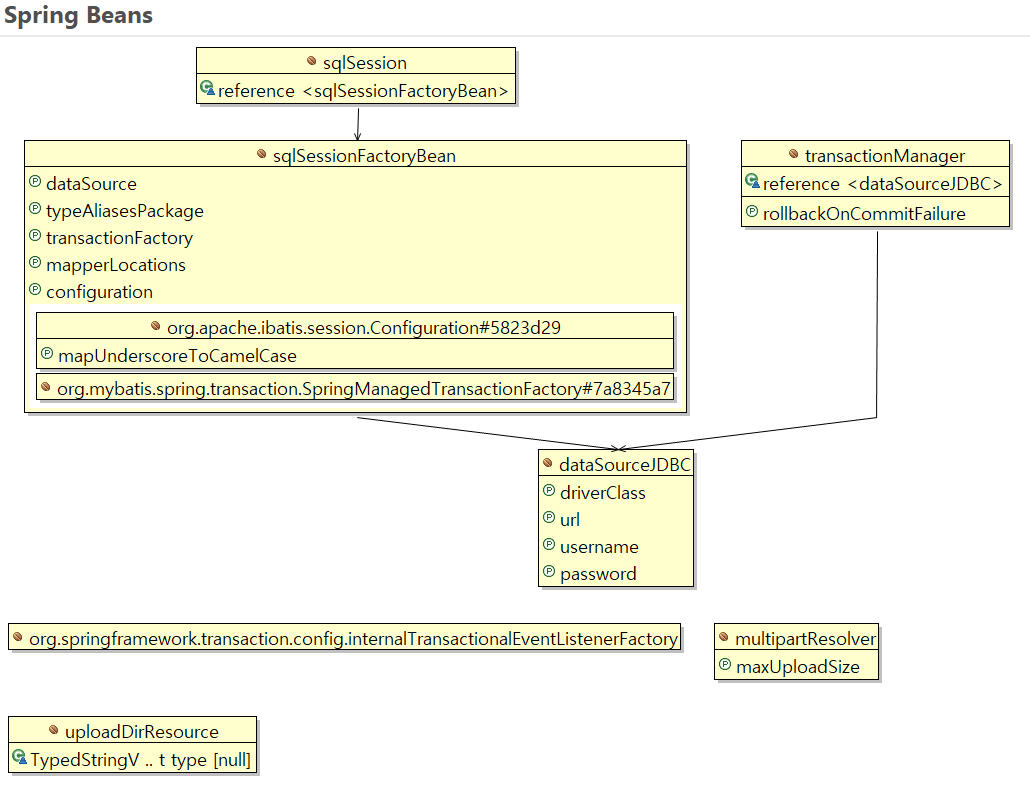 Spring Beans
sqlSession
reference <sqlSessionFactoryBean>
sqlSessionFactoryBean
dataSource
typeAliasesPackage
transactionFactory
mapperLocations
configuration
org.apache.ibatis.session.Configuration#5823d29
mapUnderscoreToCamelCase
org.mybatis.spring.transaction.SpringManagedTransactionFactory#7a8345a7
transactionManager
reference <dataSourceJDBC>
rollbackOnCommitFailure
dataSourceJDBC
driverClass
url
username
password
org.springframework.transaction.config.internalTransactionalEventListenerFactory
multipartResolver
maxUploadSize
uploadDirResource
TypedStringV .. t type [null]